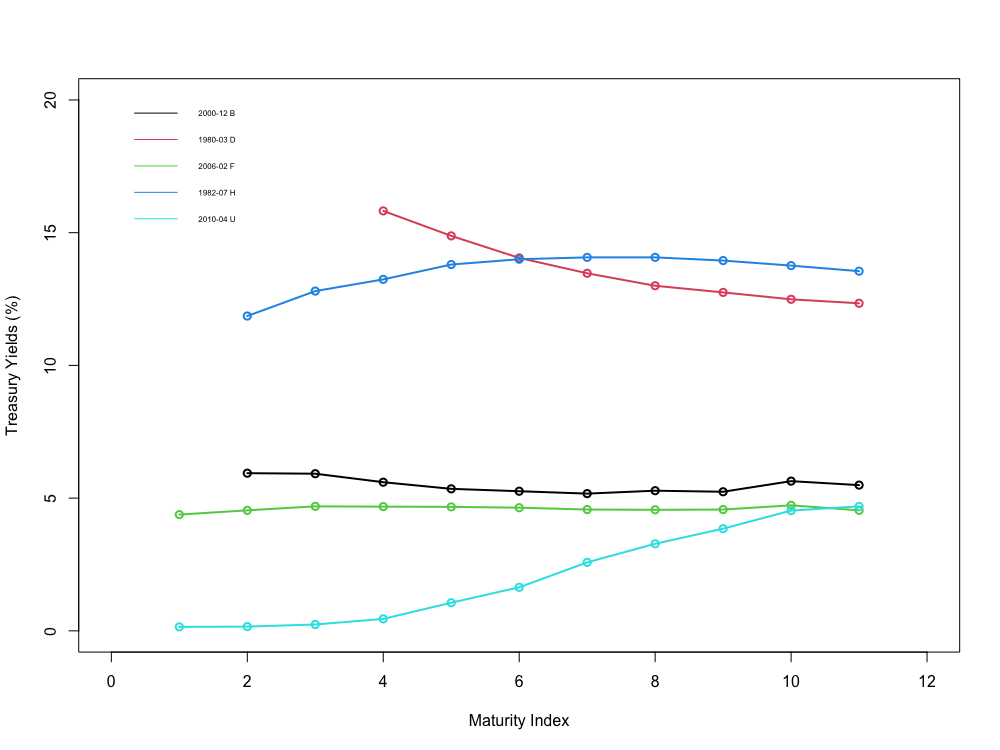 20
15
10
5
0
Treasury Yields (%)
2000-12 B
1980-03 D
2006-02 F
1982-07 H
2010-04 U
0 2 4 6 8 10 12
Maturity Index